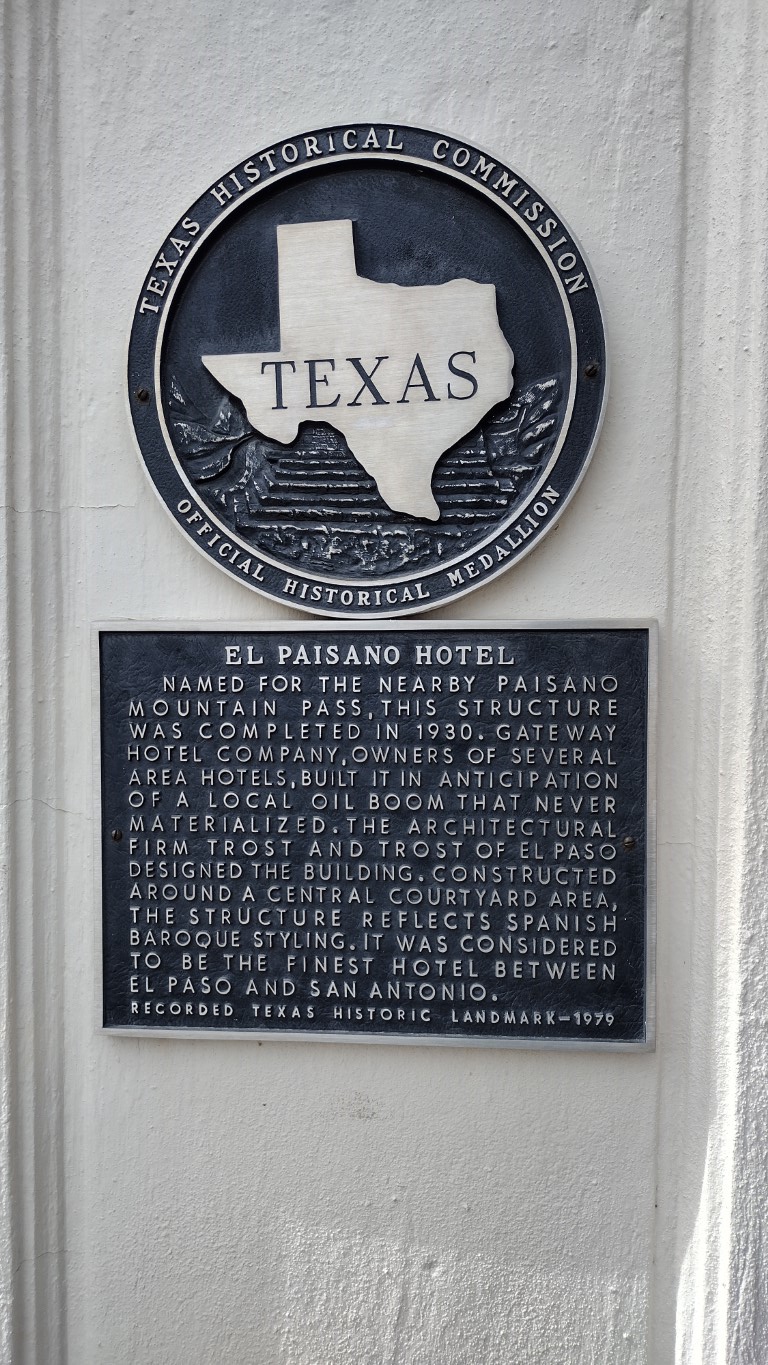 TEXAS HISTORICAL COMMISSION
TEXAS
OFFICIAL HISTORICAL MEDALLION
EL PAISANO HOTEL
NAMED FOR THE NEARBY PAISANO
MOUNTAIN PASS, THIS STRUCTURE
WAS COMPLETED IN 1930. GATEWAY
HOTEL COMPANY, OWNERS OF SEVERAL
AREA HOTELS, BUILT IT IN ANTICIPATION
OF A LOCAL OIL BOOM THAT NEVER
MATERIALIZED. THE ARCHITECTURAL
FIRM TROST AND TROST OF EL PASO
DESIGNED THE BUILDING. CONSTRUCTED
AROUND A CENTRAL COURTYARD AREA,
THE STRUCTURE REFLECTS SPANISH
BAROQUE STYLING. IT WAS CONSIDERED
TO BE THE FINEST HOTEL BETWEEN
EL PASO AND SAN ANTONIO.
RECORDED TEXAS HISTORIC LANDMARK—1979